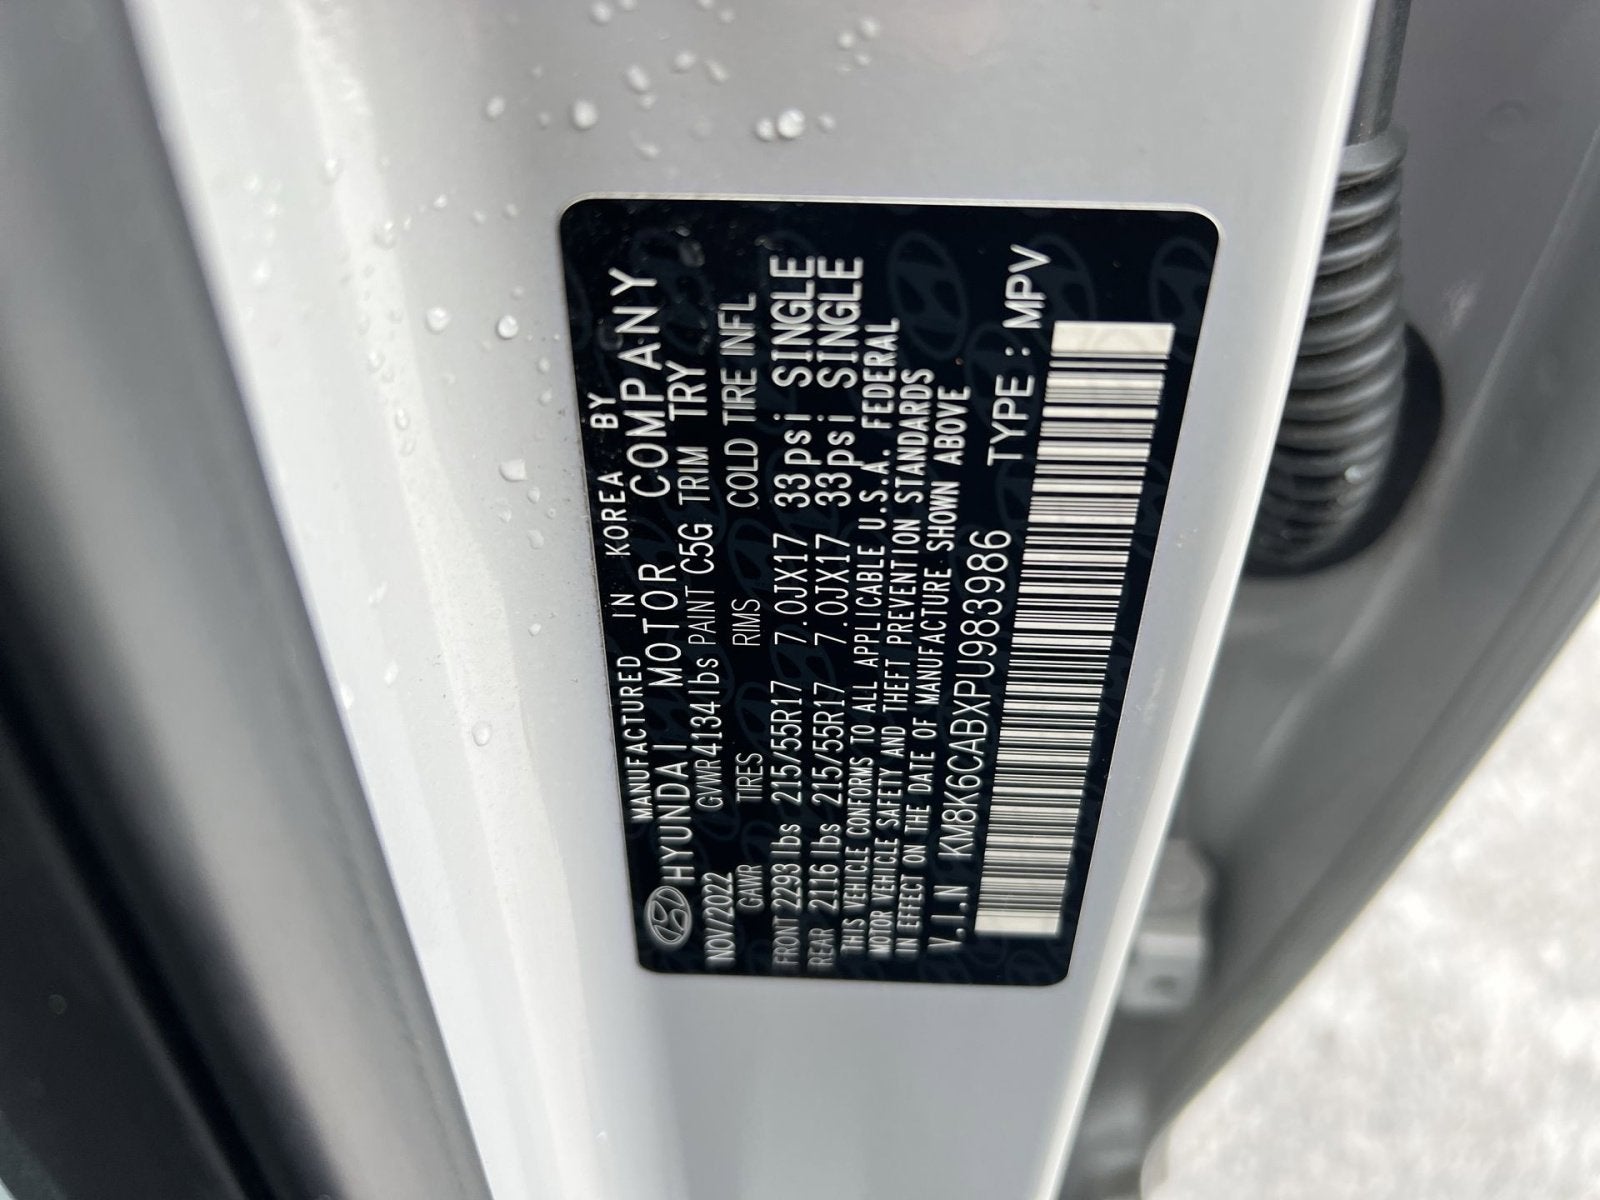 MANUFACTURED IN KOREA BY
HYUNDAI MOTOR COMPANY
NOV/2022 GVWR 4134lbs PAINT C5G TRIM TRY
GAWR TIRES RIMS COLD TIRE INFL
FRONT 2293 lbs 215/55R17 7.0JX17 33psi SINGLE
REAR 2116 lbs 215/55R17 7.0JX17 33psi SINGLE
THIS VEHICLE CONFORMS TO ALL APPLICABLE U.S.A. FEDERAL
MOTOR VEHICLE SAFETY AND THEFT PREVENTION STANDARDS
IN EFFECT ON THE DATE OF MANUFACTURE SHOWN ABOVE
V.I.N KM8K6CABXPU983986 TYPE : MPV